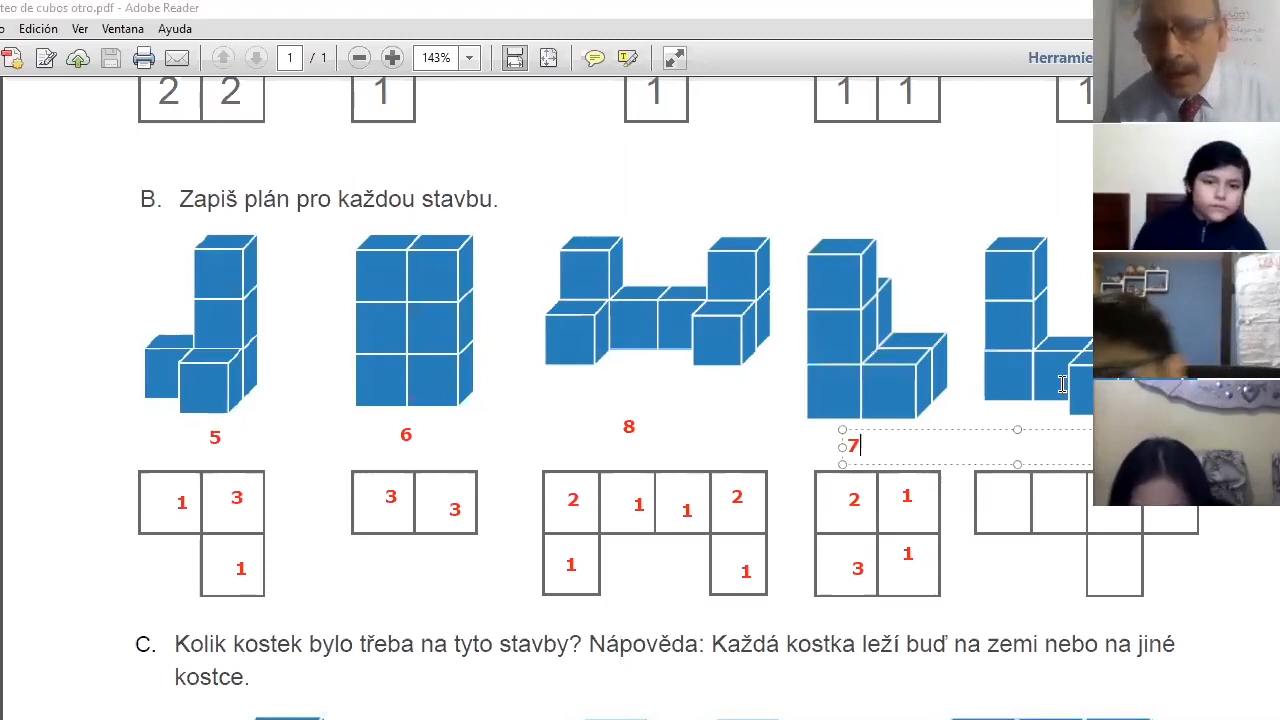 teo de cubos otro.pdf - Adobe Reader
o Edición Ver Ventana Ayuda
1 / 1 143% Herramie
2 2 1 1 1 1 1
B. Zapiš plán pro každou stavbu.
5 6 8 7
1 3 3 3 2 1 1 2 2 1
1 1 1 3 1
C. Kolik kostek bylo třeba na tyto stavby? Nápověda: Každá kostka leží buď na zemi nebo na jiné
kostce.